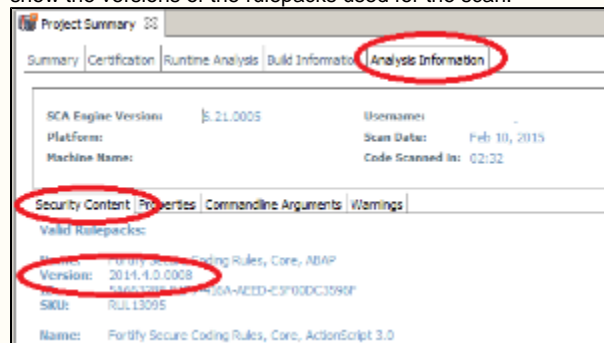 show the versions of the rulepacks used for the scan.
Project Summary
Summary Certification Runtime Analysis Build Information Analysis Information
SCA Engine Version: 6.21.0005 Username:
Platform: Scan Date: Feb 10, 2015
Machine Name: Code Scanned in: 02:32
Security Content Properties Commandline Arguments Warnings
Valid Rulepacks:
Name: Fortify Secure Coding Rules, Core, ABAP
Version: 2014.4.0.0008
ID:
SKU: RUL13095
Name: Fortify Secure Coding Rules, Core, ActionScript 3.0